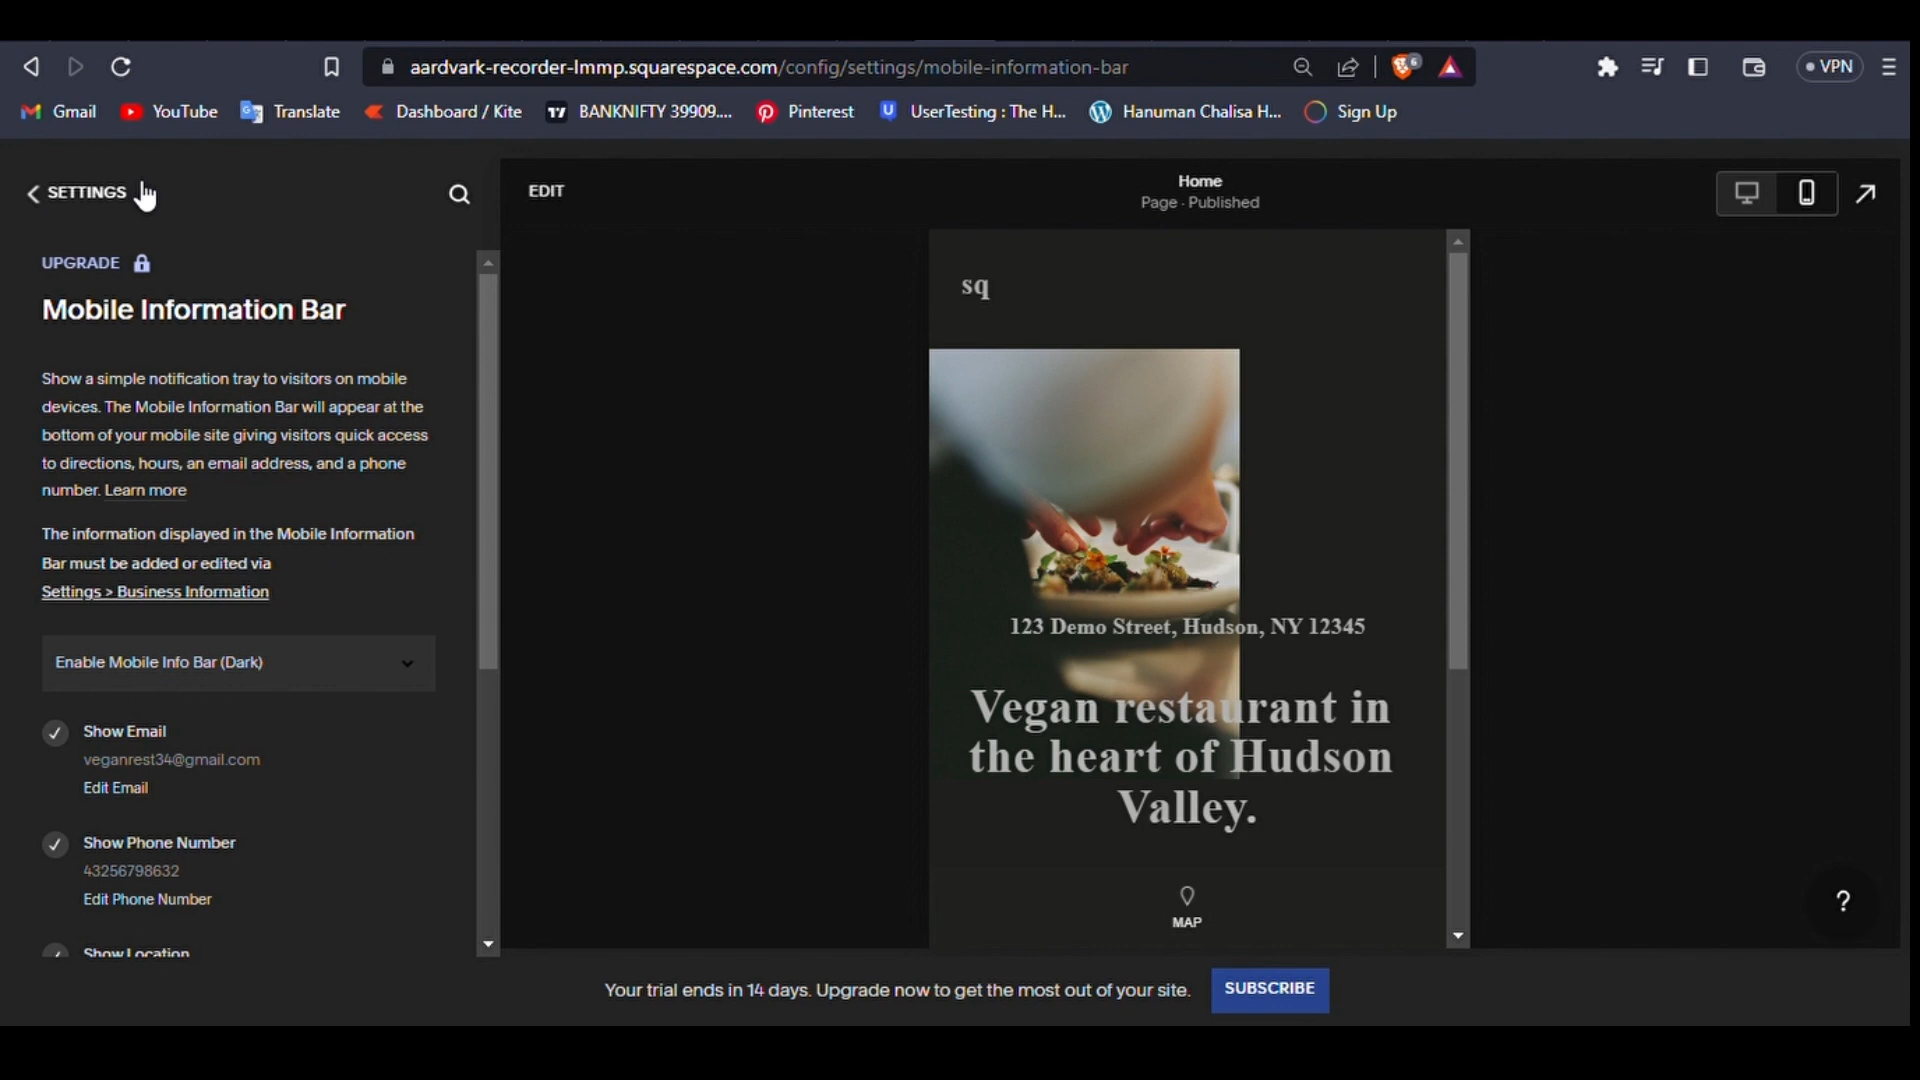 aardvark-recorder-lmmp.squarespace.com/config/settings/mobile-information-bar
6
VPN
Gmail
YouTube
Translate
Dashboard / Kite
BANKNIFTY 39909....
Pinterest
UserTesting : The H...
Hanuman Chalisa H...
Sign Up
SETTINGS
UPGRADE
Mobile Information Bar
Show a simple notification tray to visitors on mobile
devices. The Mobile Information Bar will appear at the
bottom of your mobile site giving visitors quick access
to directions, hours, an email address, and a phone
number. Learn more
The information displayed in the Mobile Information
Bar must be added or edited via
Settings > Business Information
Enable Mobile Info Bar (Dark)
Show Email
veganrest34@gmail.com
Edit Email
Show Phone Number
43256798632
Edit Phone Number
Show Location
EDIT
Home
Page · Published
sq
123 Demo Street, Hudson, NY 12345
Vegan restaurant in
the heart of Hudson
Valley.
MAP
?
Your trial ends in 14 days. Upgrade now to get the most out of your site.
SUBSCRIBE